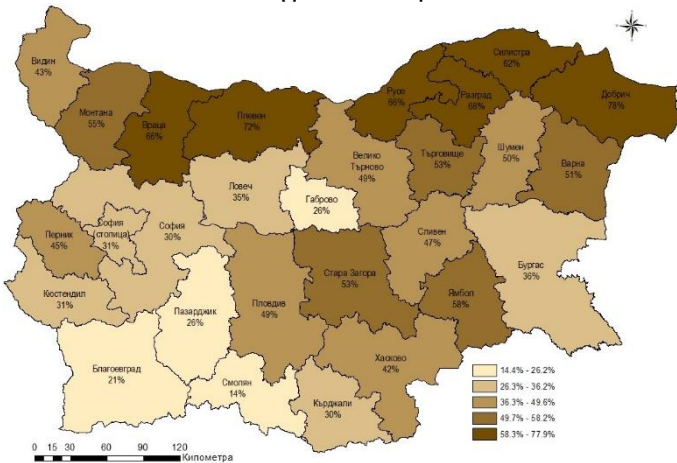 Видин
43%
Монтана
55%
Враца
66%
Плевен
72%
Русе
66%
Силистра
62%
Разград
68%
Добрич
78%
Ловеч
35%
Велико
Търново
49%
Търговище
53%
Шумен
50%
Варна
51%
Габрово
26%
София
(столица)
31%
София
30%
Перник
45%
Кюстендил
31%
Пазарджик
26%
Пловдив
49%
Стара Загора
53%
Сливен
47%
Ямбол
58%
Бургас
36%
Благоевград
21%
Смолян
14%
Кърджали
30%
Хасково
42%
14.4% - 26.2%
26.3% - 36.2%
36.3% - 49.6%
49.7% - 58.2%
58.3% - 77.9%
0 15 30 60 90 120
Километра